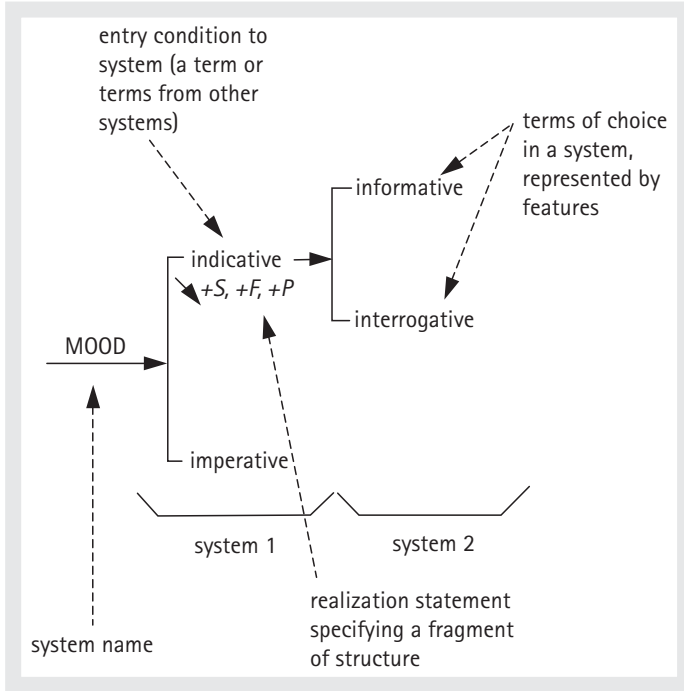 entry condition to
system (a term or
terms from other
systems)
terms of choice
in a system,
represented by
features
informative
indicative
+S, +F, +P
interrogative
MOOD
imperative
system 1
system 2
realization statement
specifying a fragment
of structure
system name